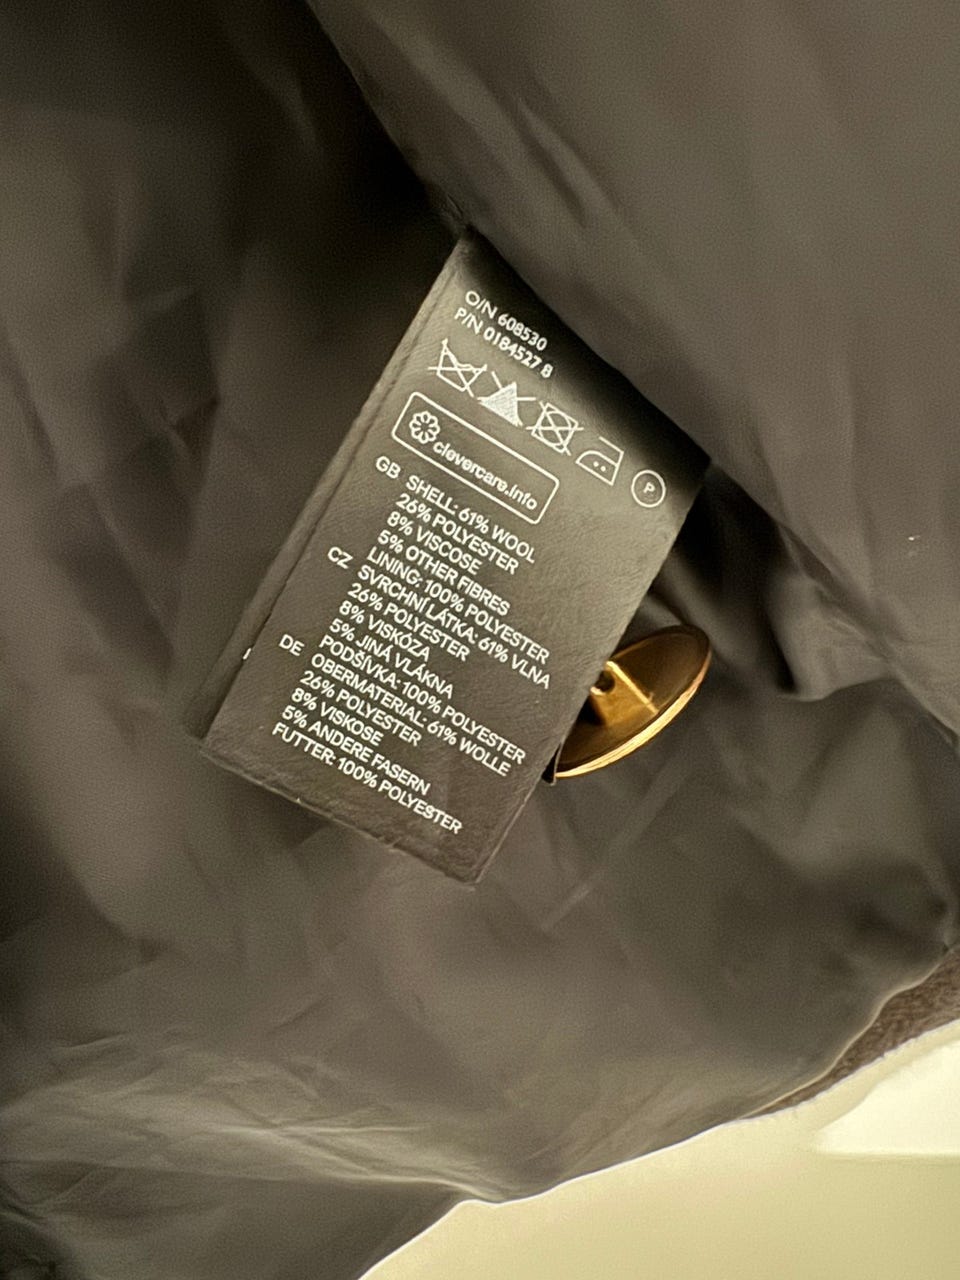 O/N 608530
P/N 0184527 8
clevercare.info
P
GB SHELL: 61% WOOL
26% POLYESTER
8% VISCOSE
5% OTHER FIBRES
LINING: 100% POLYESTER
CZ SVRCHNÍ LÁTKA: 61% VLNA
26% POLYESTER
8% VISKÓZA
5% JINÁ VLÁKNA
PODŠÍVKA: 100% POLYESTER
DE OBERMATERIAL: 61% WOLLE
26% POLYESTER
8% VISKOSE
5% ANDERE FASERN
FUTTER: 100% POLYESTER